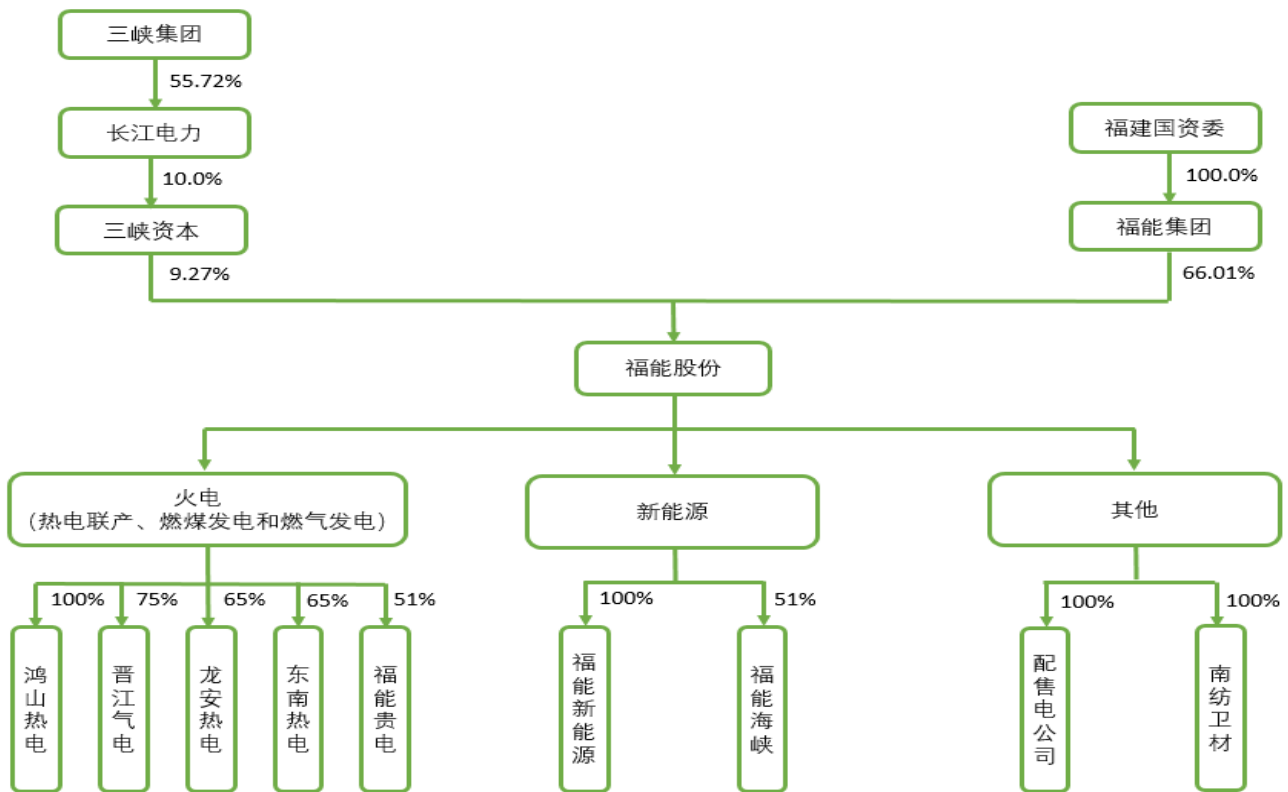 三峡集团
55.72%
长江电力
福建国资委
10.0%
100.0%
三峡资本
福能集团
9.27%
66.01%
福能股份
火电
(热电联产、燃煤发电和燃气发电)
新能源
其他
100%
75%
65%
65%
51%
100%
51%
100%
100%
鸿山热电
晋江气电
龙安热电
东南热电
福能贵电
福能新能源
福能海峡
配售电公司
南纺卫材